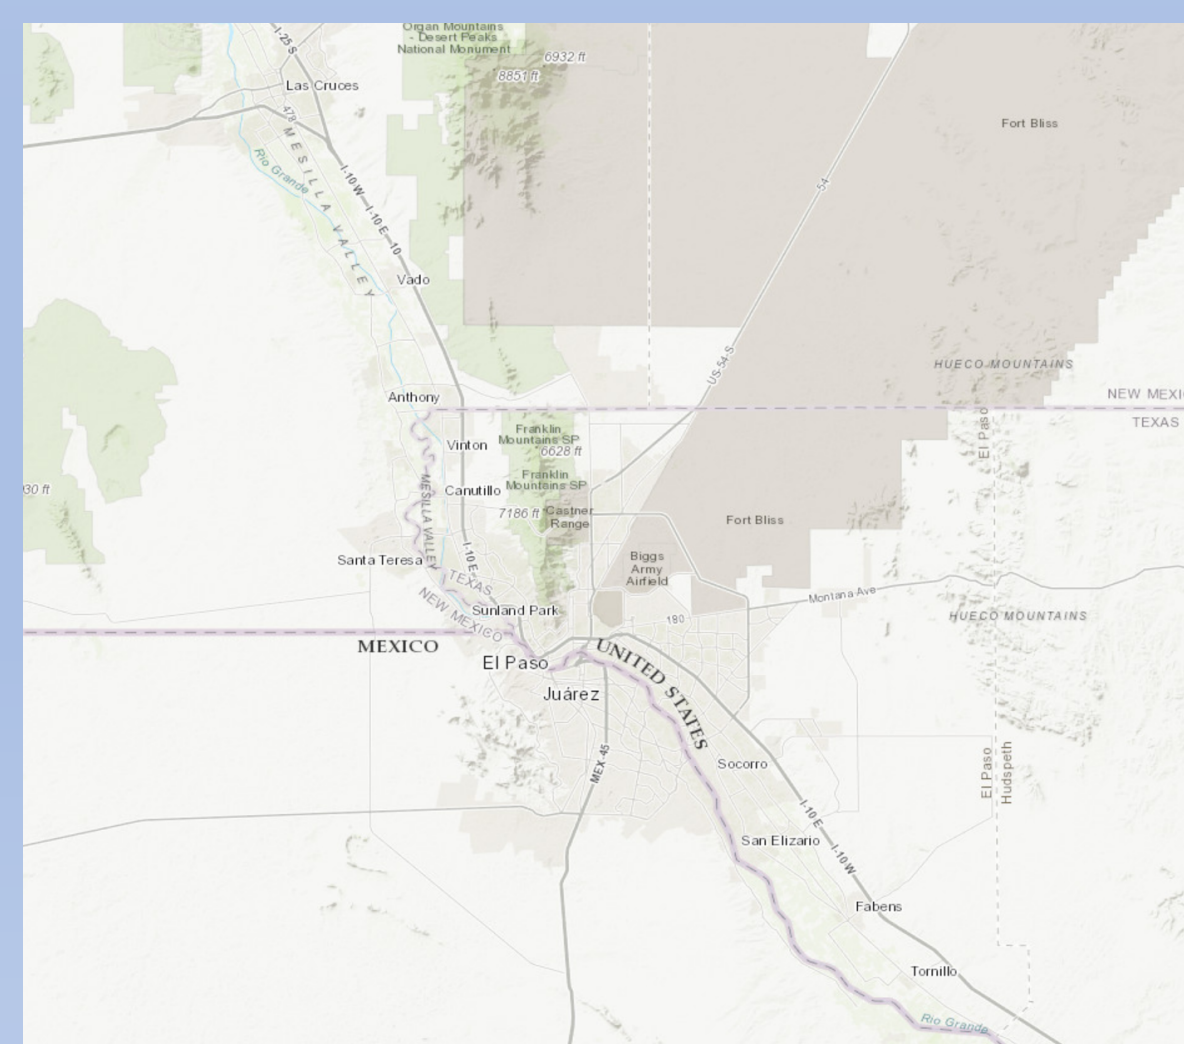 Organ Mountains
- Desert Peaks
National Monument
6932 ft
8851 ft
I-25 S
Las Cruces
478
Fort Bliss
MESILLA VALLEY
Rio Grande
I-10 W
54
I-10 E
10
Vado
US-54-S
HUECO MOUNTAINS
NEW MEXI
TEXAS
Anthony
El Paso
Franklin
Mountains SP
6628 ft
Vinton
Franklin
Mountains SP
30 ft
MESILLA VALLEY
Canutillo
7186 ft
Castner
Range
Fort Bliss
Santa Teresa
I-10 E
Biggs
Army
Airfield
TEXAS
NEW MEXICO
Montana Ave
Sunland Park
180
HUECO MOUNTAINS
MEXICO
El Paso
UNITED STATES
Juárez
MEX-45
Socorro
El Paso
Hudspeth
I-10 E
San Elizario
I-10 W
Fabens
Tornillo
Rio Grande